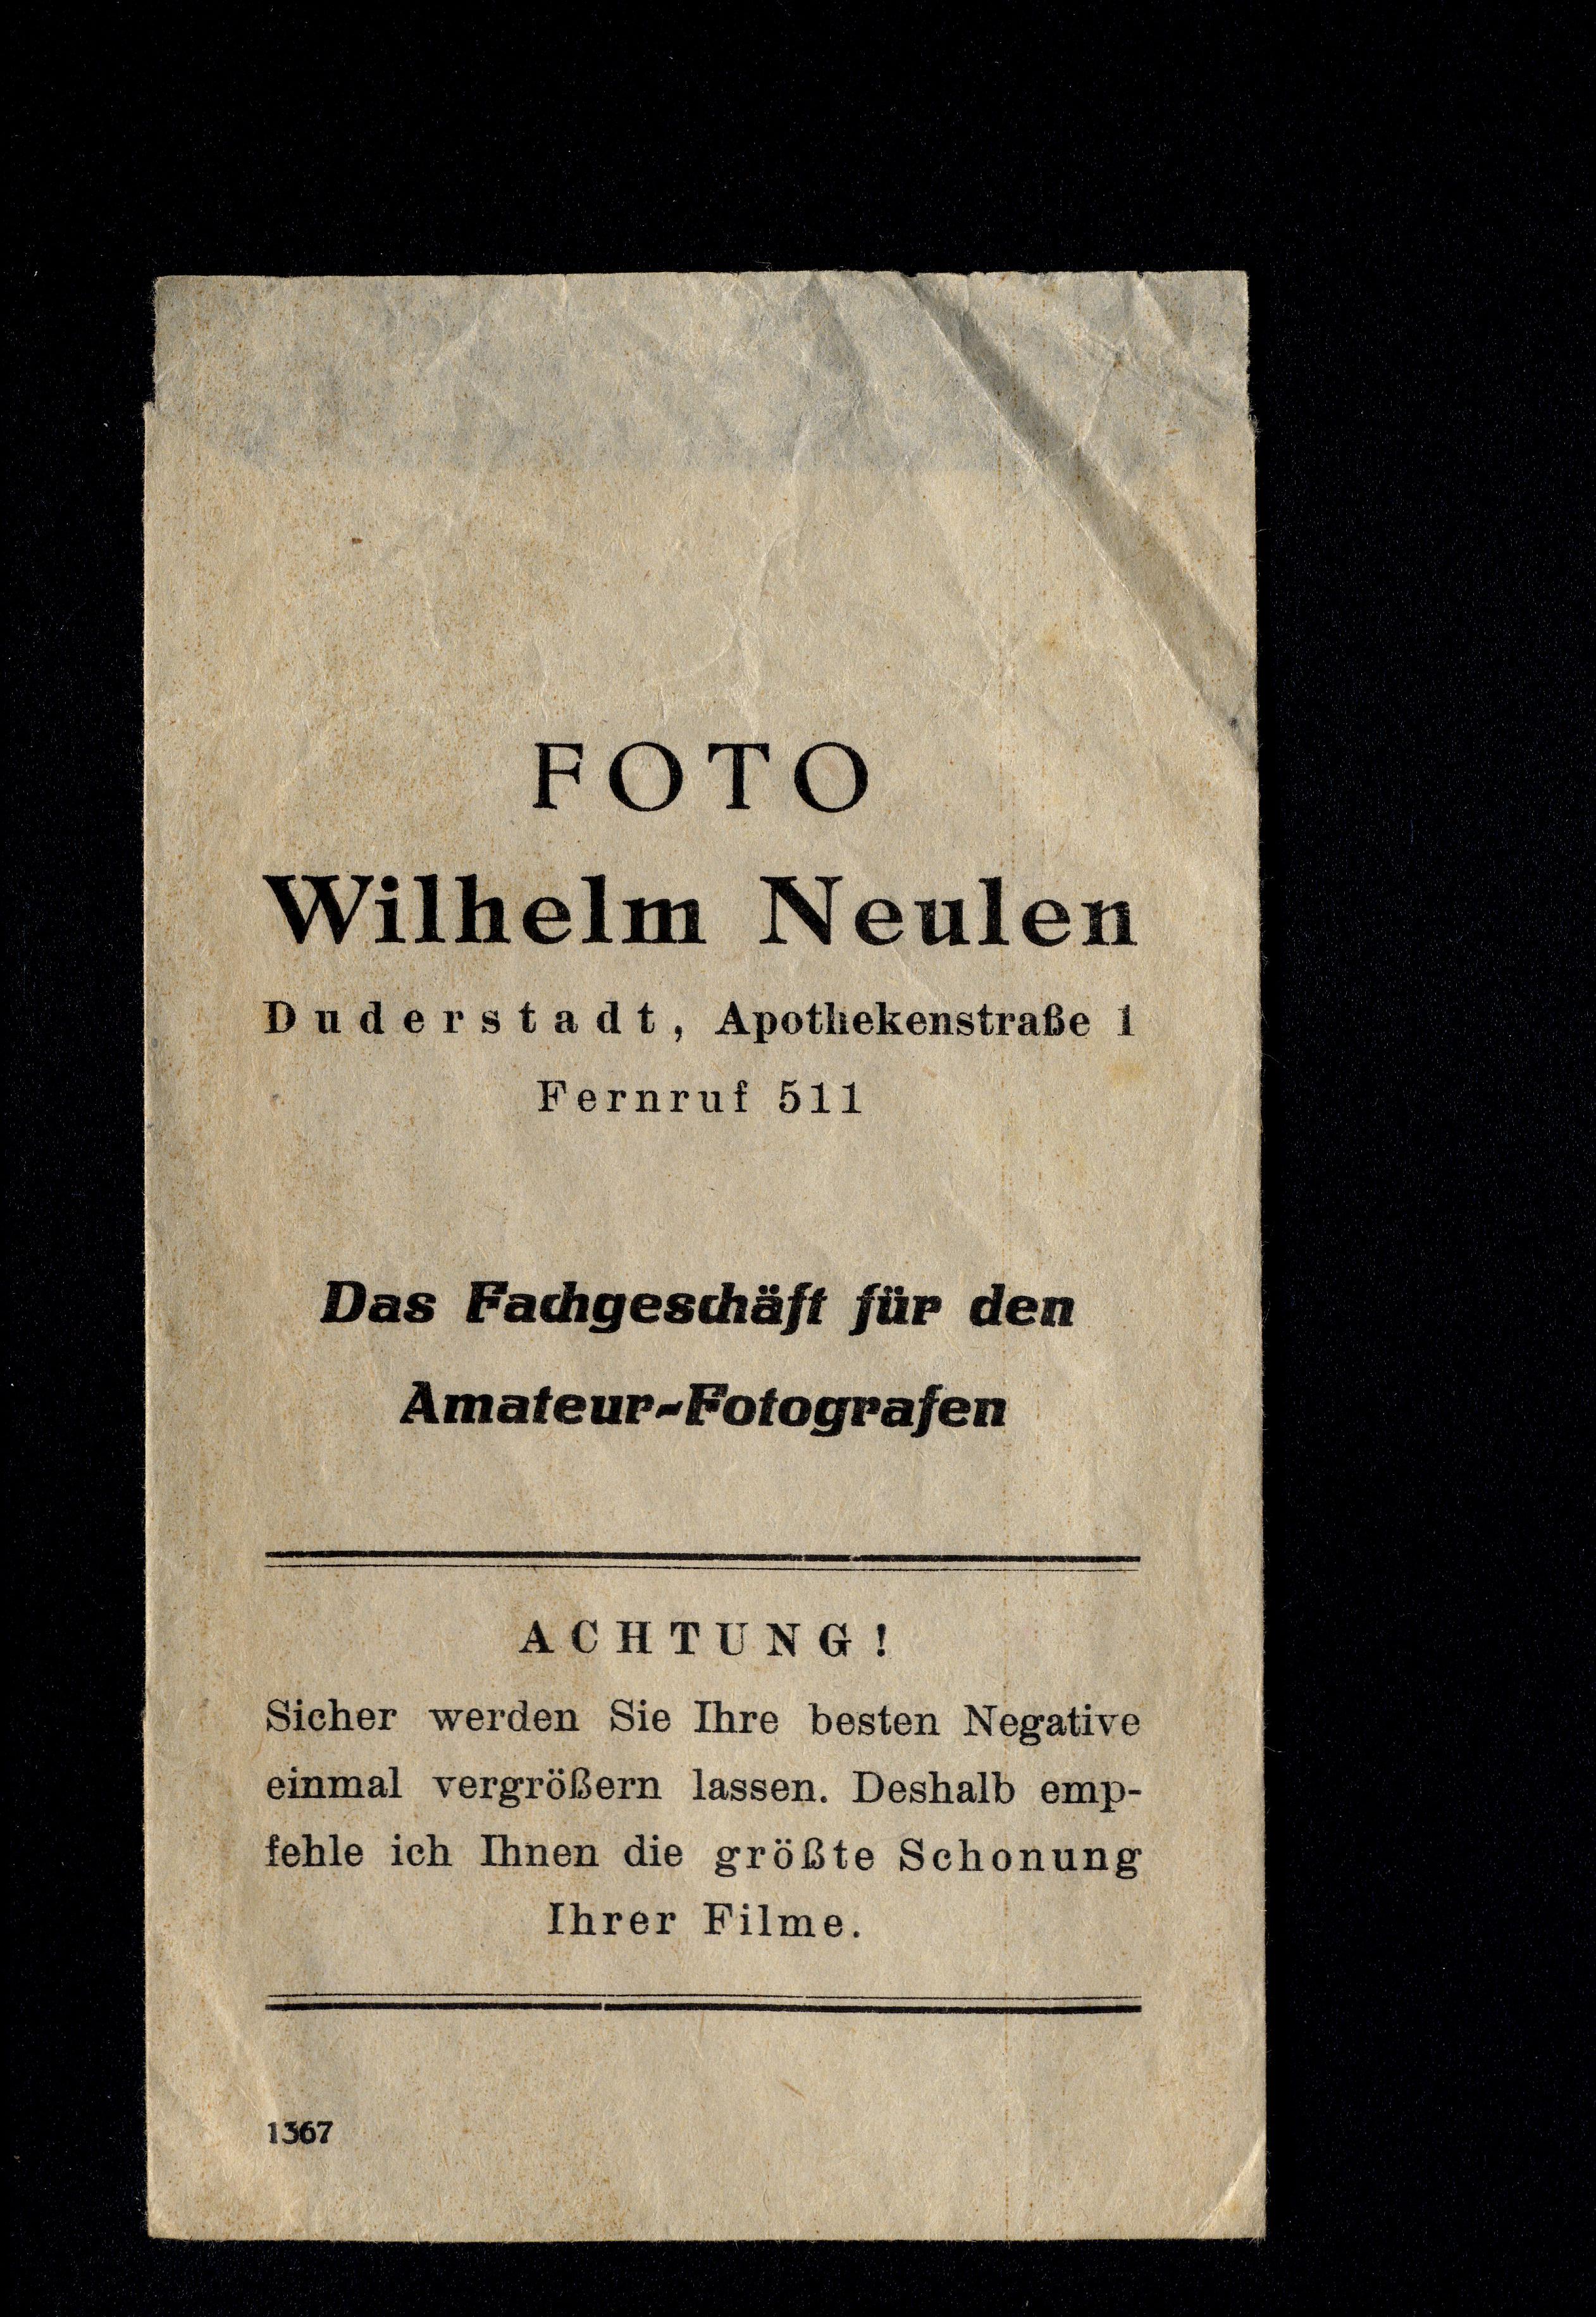 FOTO
Wilhelm Neulen
Duderstadt, Apothekenstraße 1
Fernruf 511
Das Fachgeschäft für den
Amateur-Fotografen
ACHTUNG!
Sicher werden Sie Ihre besten Negative
einmal vergrößern lassen. Deshalb emp-
fehle ich Ihnen die größte Schonung
Ihrer Filme.
1367